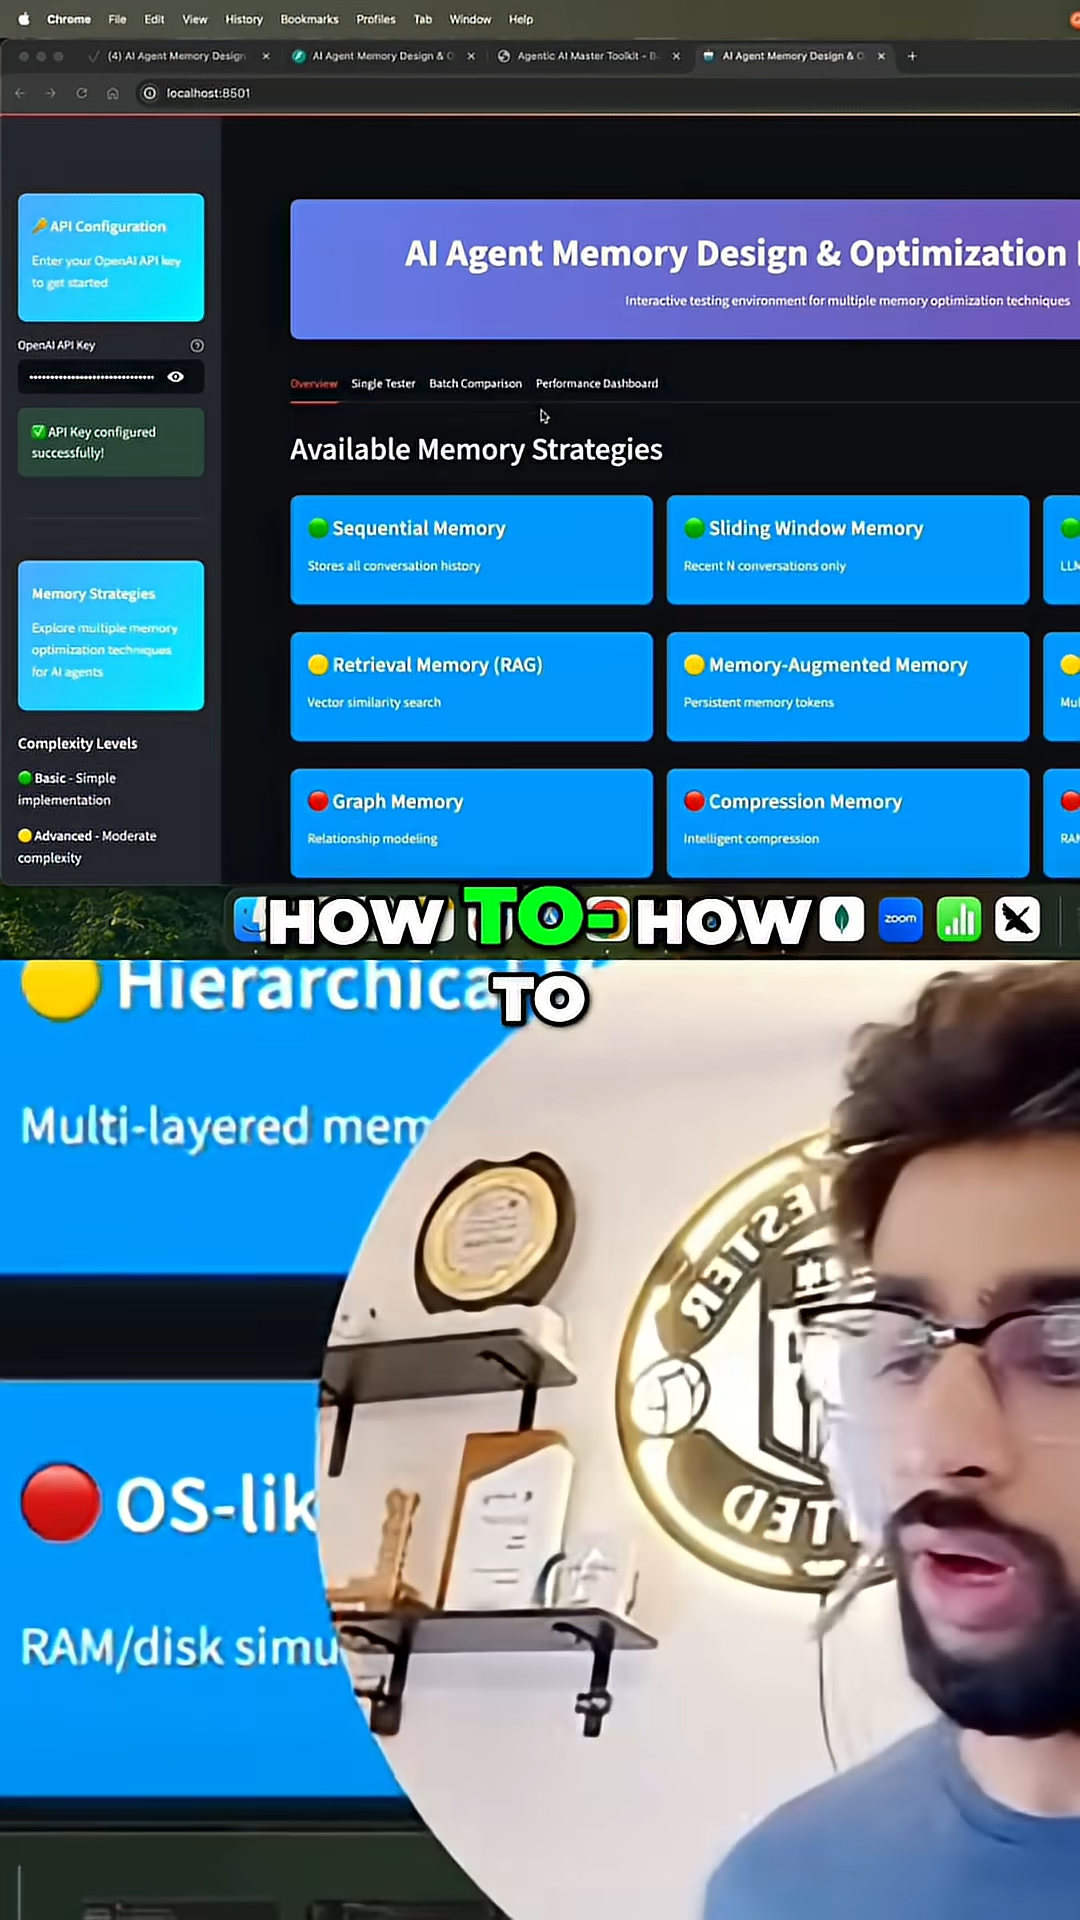 Chrome File Edit View History Bookmarks Profiles Tab Window Help
(4) AI Agent Memory Design
AI Agent Memory Design & O
Agentic AI Master Toolkit - B
AI Agent Memory Design & O
localhost:8501
API Configuration
Enter your OpenAI API key
to get started
OpenAI API Key
API Key configured
successfully!
Memory Strategies
Explore multiple memory
optimization techniques
for AI agents
Complexity Levels
Basic - Simple
implementation
Advanced - Moderate
complexity
AI Agent Memory Design & Optimization
Interactive testing environment for multiple memory optimization techniques
Overview Single Tester Batch Comparison Performance Dashboard
Available Memory Strategies
Sequential Memory
Stores all conversation history
Sliding Window Memory
Recent N conversations only
LLM
Retrieval Memory (RAG)
Vector similarity search
Memory-Augmented Memory
Persistent memory tokens
Mul
Graph Memory
Relationship modeling
Compression Memory
Intelligent compression
RAM
zoom
HOW TO- HOW
TO
Hierarchica
Multi-layered mem
OS-lik
RAM/disk simu